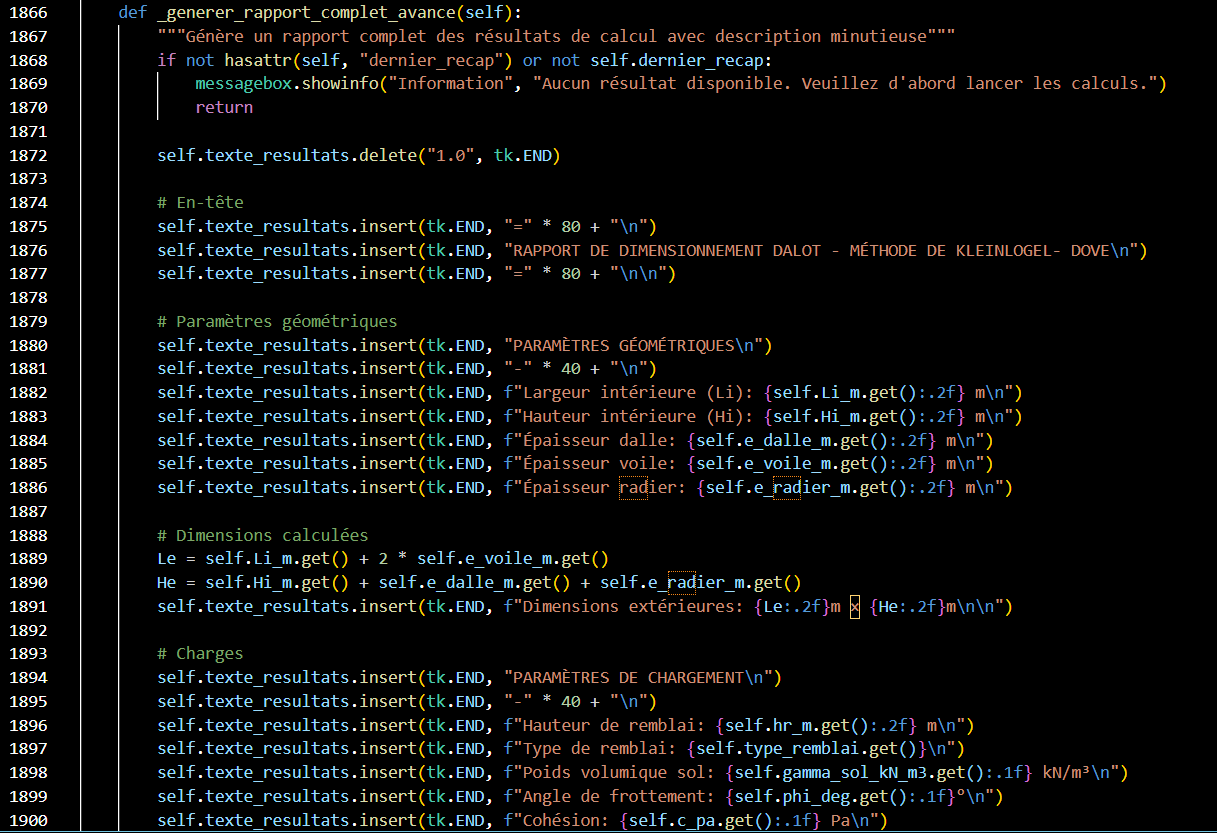 1866 def _generer_rapport_complet_avance(self):
1867 """Génère un rapport complet des résultats de calcul avec description minutieuse"""
1868 if not hasattr(self, "dernier_recap") or not self.dernier_recap:
1869 messagebox.showinfo("Information", "Aucun résultat disponible. Veuillez d'abord lancer les calculs.")
1870 return
1871
1872 self.texte_resultats.delete("1.0", tk.END)
1873
1874 # En-tête
1875 self.texte_resultats.insert(tk.END, "=" * 80 + "\n")
1876 self.texte_resultats.insert(tk.END, "RAPPORT DE DIMENSIONNEMENT DALOT - MÉTHODE DE KLEINLOGEL- DOVE\n")
1877 self.texte_resultats.insert(tk.END, "=" * 80 + "\n\n")
1878
1879 # Paramètres géométriques
1880 self.texte_resultats.insert(tk.END, "PARAMÈTRES GÉOMÉTRIQUES\n")
1881 self.texte_resultats.insert(tk.END, "-" * 40 + "\n")
1882 self.texte_resultats.insert(tk.END, f"Largeur intérieure (Li): {self.Li_m.get():.2f} m\n")
1883 self.texte_resultats.insert(tk.END, f"Hauteur intérieure (Hi): {self.Hi_m.get():.2f} m\n")
1884 self.texte_resultats.insert(tk.END, f"Épaisseur dalle: {self.e_dalle_m.get():.2f} m\n")
1885 self.texte_resultats.insert(tk.END, f"Épaisseur voile: {self.e_voile_m.get():.2f} m\n")
1886 self.texte_resultats.insert(tk.END, f"Épaisseur radier: {self.e_radier_m.get():.2f} m\n")
1887
1888 # Dimensions calculées
1889 Le = self.Li_m.get() + 2 * self.e_voile_m.get()
1890 He = self.Hi_m.get() + self.e_dalle_m.get() + self.e_radier_m.get()
1891 self.texte_resultats.insert(tk.END, f"Dimensions extérieures: {Le:.2f}m × {He:.2f}m\n\n")
1892
1893 # Charges
1894 self.texte_resultats.insert(tk.END, "PARAMÈTRES DE CHARGEMENT\n")
1895 self.texte_resultats.insert(tk.END, "-" * 40 + "\n")
1896 self.texte_resultats.insert(tk.END, f"Hauteur de remblai: {self.hr_m.get():.2f} m\n")
1897 self.texte_resultats.insert(tk.END, f"Type de remblai: {self.type_remblai.get()}\n")
1898 self.texte_resultats.insert(tk.END, f"Poids volumique sol: {self.gamma_sol_kN_m3.get():.1f} kN/m³\n")
1899 self.texte_resultats.insert(tk.END, f"Angle de frottement: {self.phi_deg.get():.1f}°\n")
1900 self.texte_resultats.insert(tk.END, f"Cohésion: {self.c_pa.get():.1f} Pa\n")